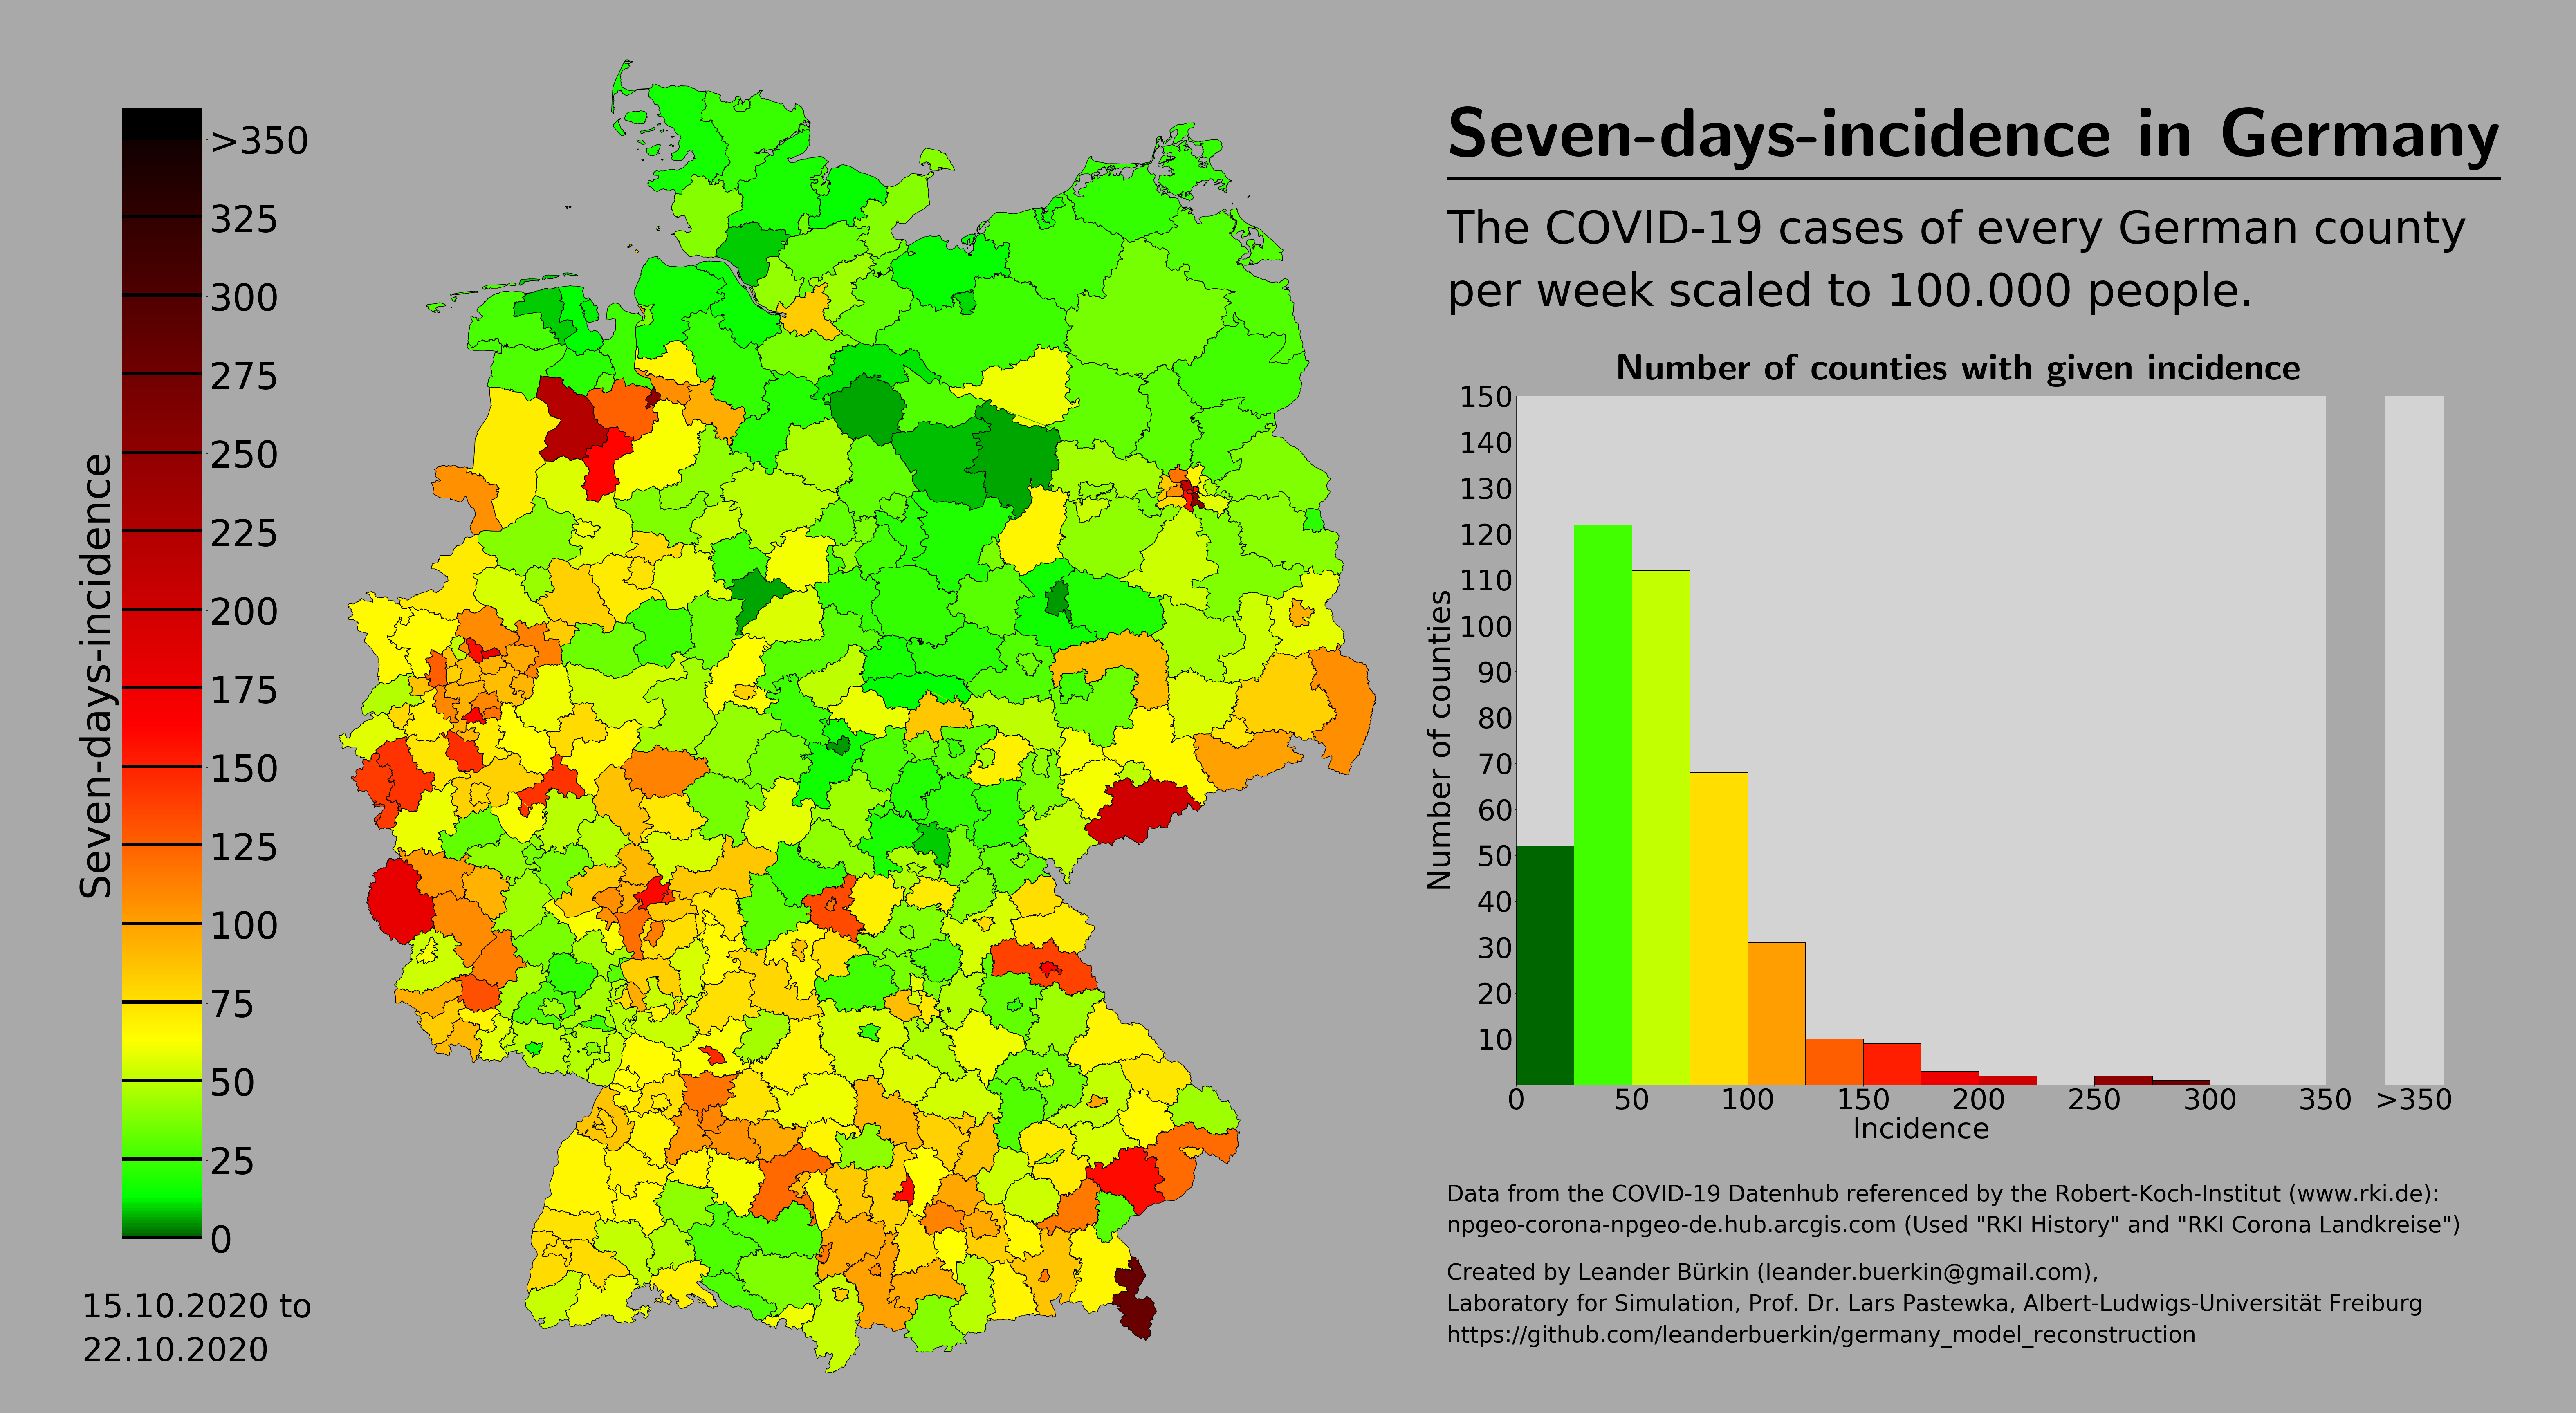 Seven-days-incidence
>350
325
300
275
250
225
200
175
150
125
100
75
50
25
0
15.10.2020 to
22.10.2020
Seven-days-incidence in Germany
The COVID-19 cases of every German county
per week scaled to 100.000 people.
Number of counties with given incidence
Number of counties
150
140
130
120
110
100
90
80
70
60
50
40
30
20
10
0 50 100 150 200 250 300 350 >350
Incidence
Data from the COVID-19 Datenhub referenced by the Robert-Koch-Institut (www.rki.de):
npgeo-corona-npgeo-de.hub.arcgis.com (Used "RKI History" and "RKI Corona Landkreise")
Created by Leander Bürkin (leander.buerkin@gmail.com),
Laboratory for Simulation, Prof. Dr. Lars Pastewka, Albert-Ludwigs-Universität Freiburg
https://github.com/leanderbuerkin/germany_model_reconstruction